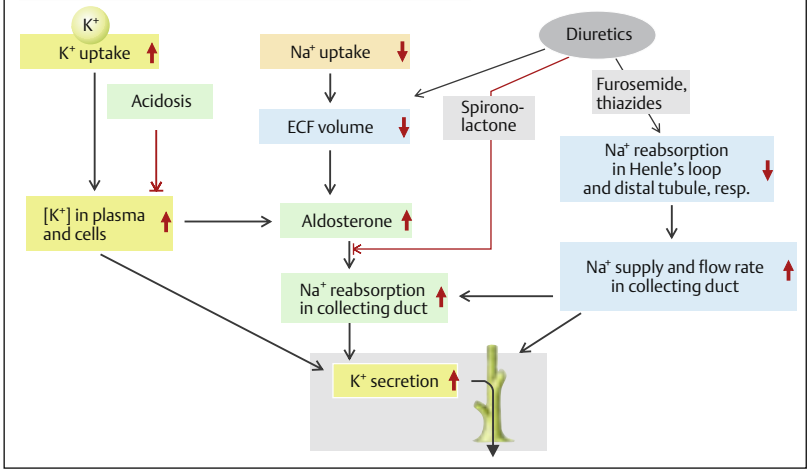 K⁺
K⁺ uptake
Na⁺ uptake
Diuretics
Acidosis
ECF volume
Spirono-
lactone
Furosemide,
thiazides
Na⁺ reabsorption
in Henle's loop
and distal tubule, resp.
[K⁺] in plasma
and cells
Aldosterone
Na⁺ reabsorption
in collecting duct
Na⁺ supply and flow rate
in collecting duct
K⁺ secretion